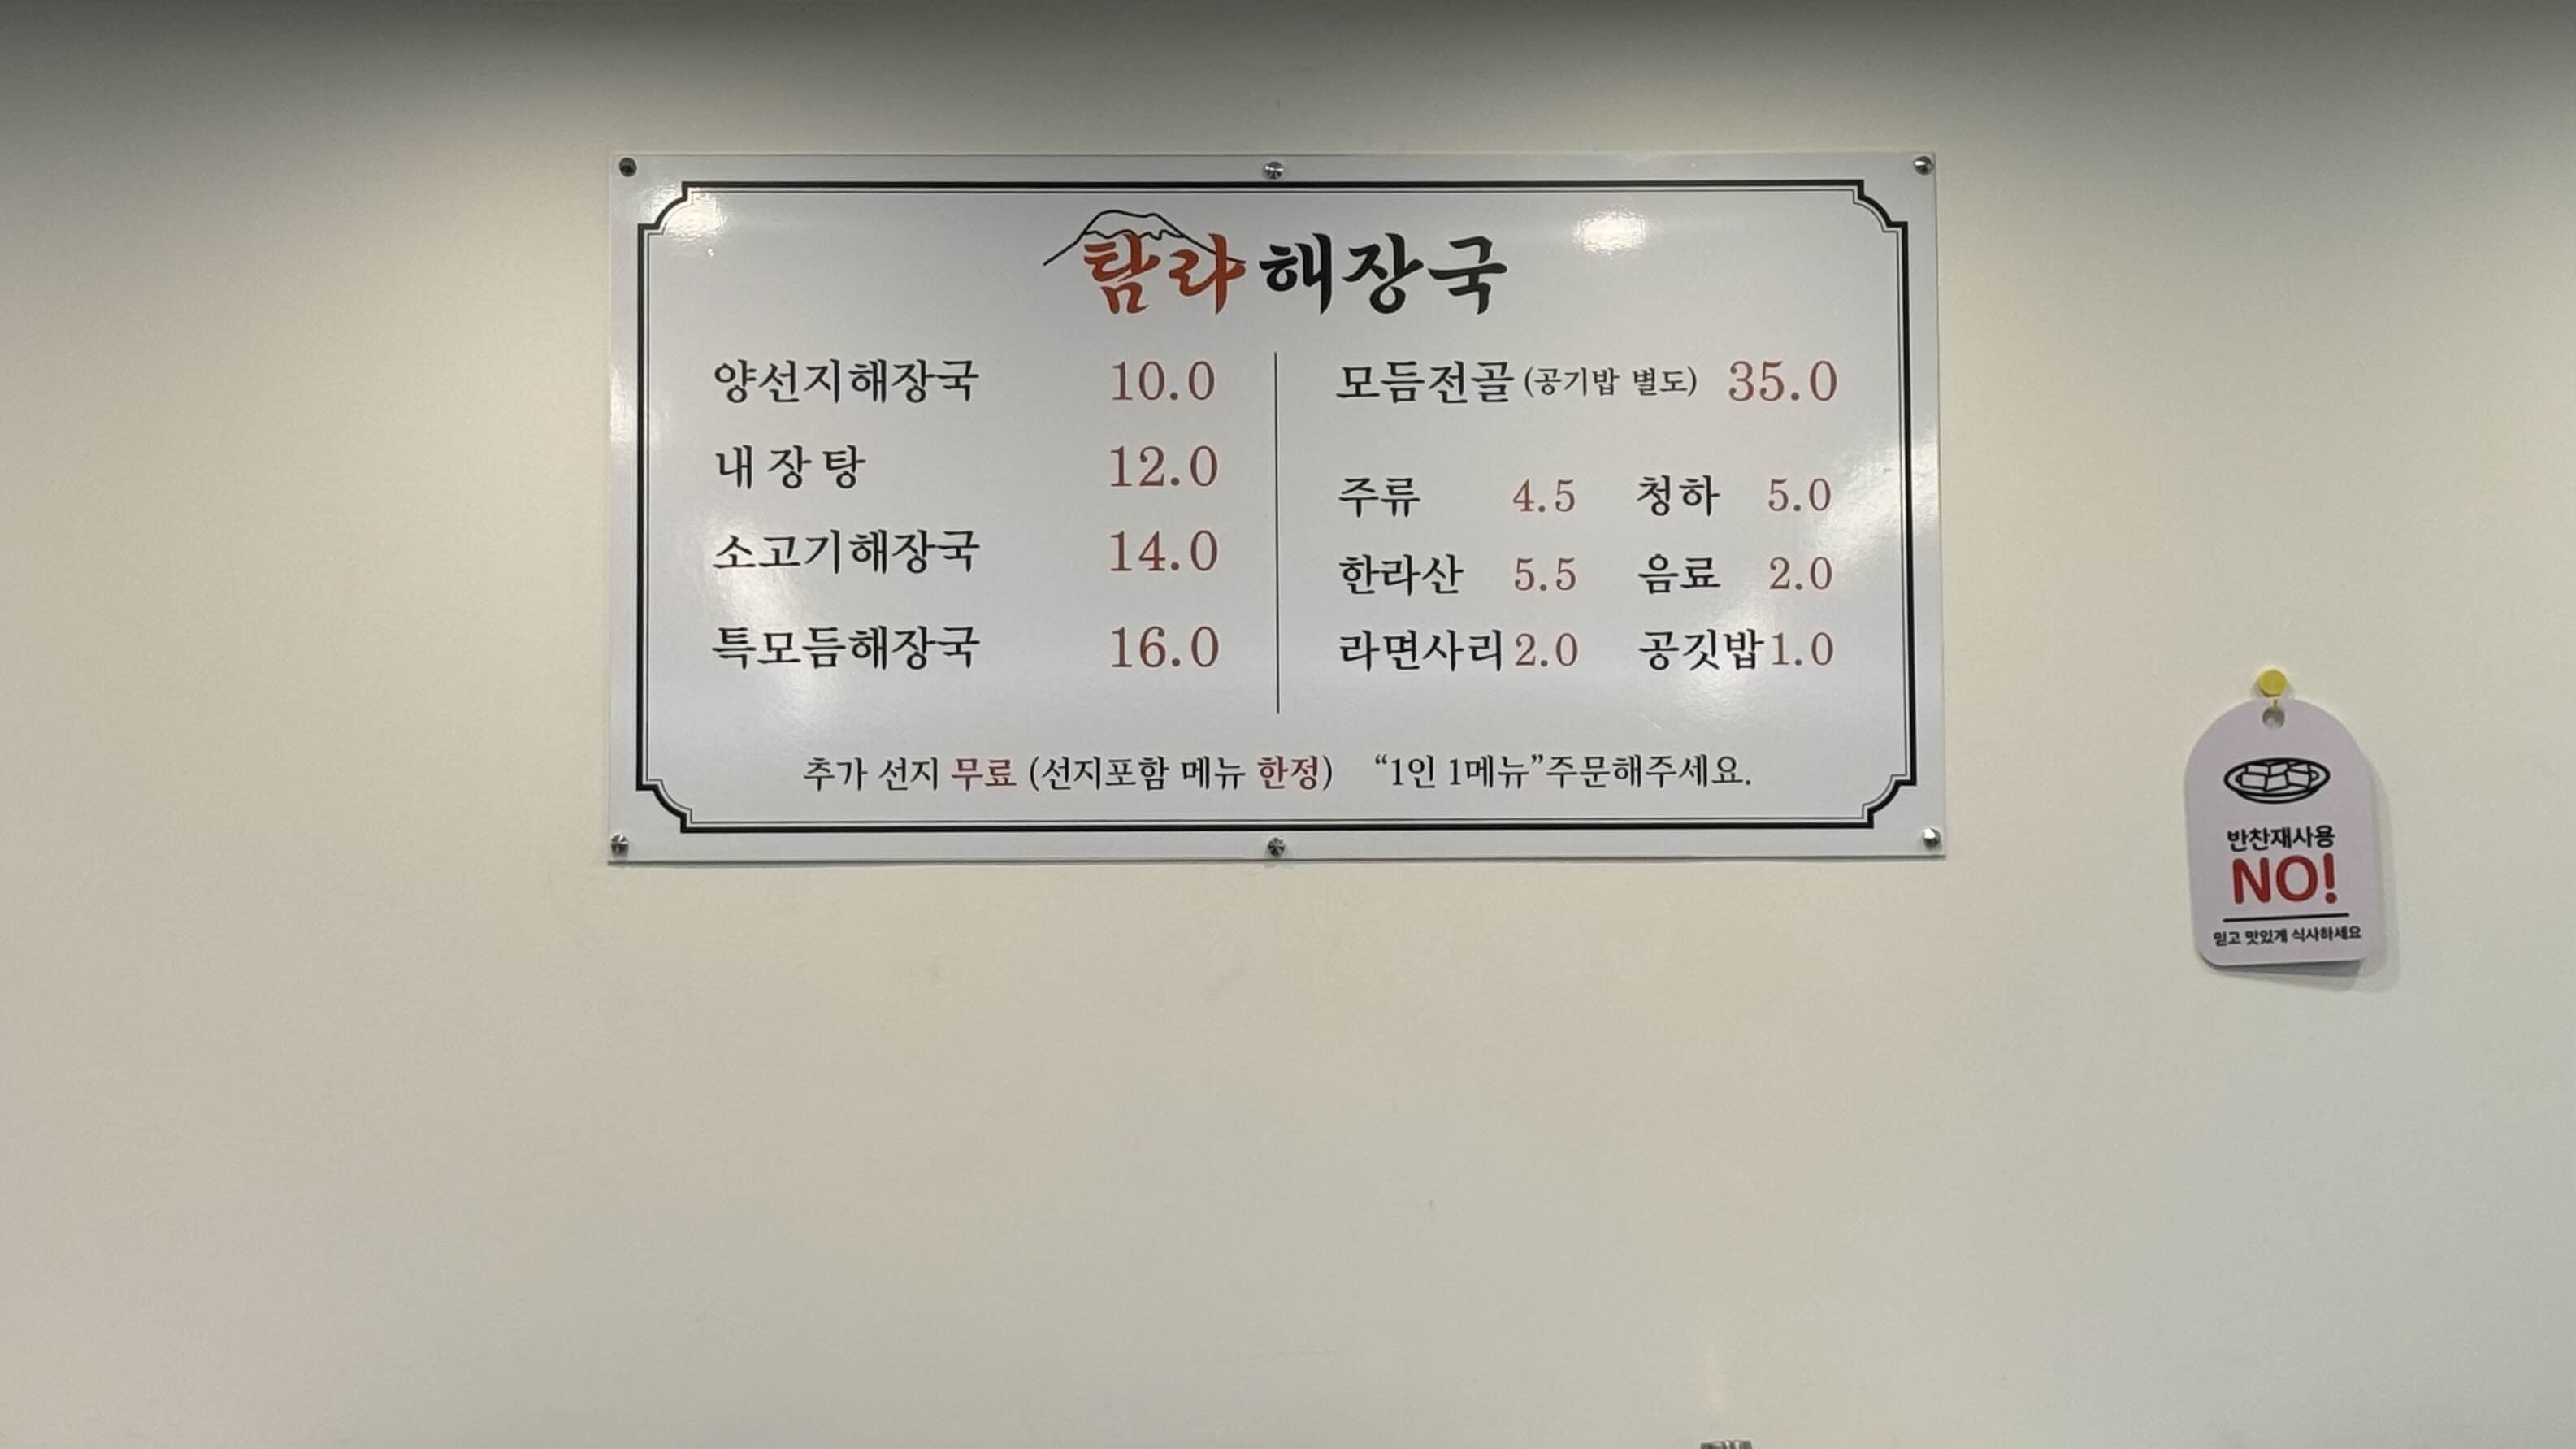 탐라 해장국
양선지해장국 10.0
내장탕 12.0
소고기해장국 14.0
특모듬해장국 16.0
모듬전골 (공기밥 별도) 35.0
주류 4.5 청하 5.0
한라산 5.5 음료 2.0
라면사리 2.0 공깃밥 1.0
추가 선지 무료 (선지포함 메뉴 한정) “1인 1메뉴”주문해주세요.
반찬재사용
NO!
믿고 맛있게 식사하세요